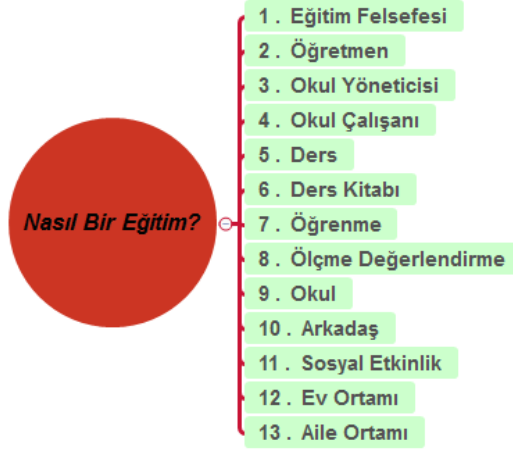 Nasıl Bir Eğitim?
1 . Eğitim Felsefesi
2 . Öğretmen
3 . Okul Yöneticisi
4 . Okul Çalışanı
5 . Ders
6 . Ders Kitabı
7 . Öğrenme
8 . Ölçme Değerlendirme
9 . Okul
10 . Arkadaş
11 . Sosyal Etkinlik
12 . Ev Ortamı
13 . Aile Ortamı